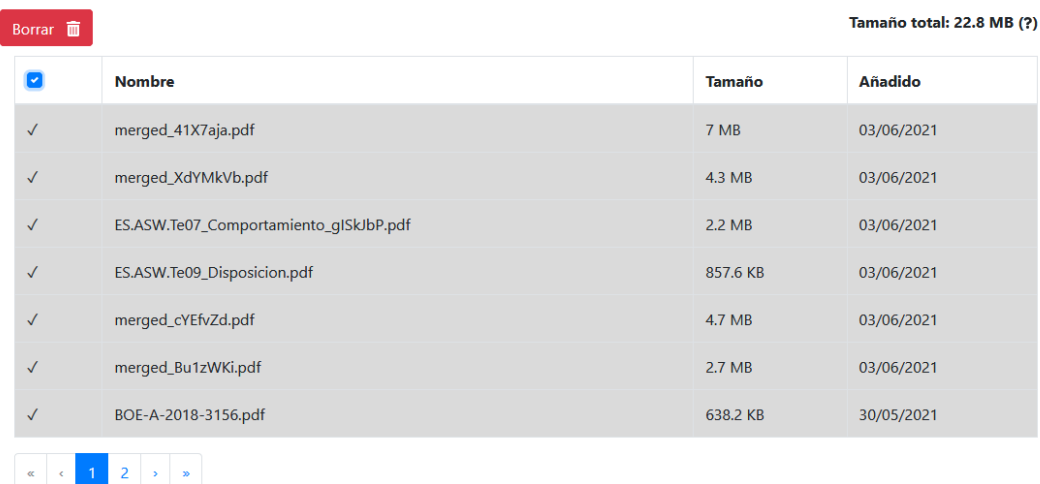 Borrar
Tamaño total: 22.8 MB (?)
Nombre Tamaño Añadido
✓ merged_41X7aja.pdf 7 MB 03/06/2021
✓ merged_XdYMkVb.pdf 4.3 MB 03/06/2021
✓ ES.ASW.Te07_Comportamiento_gISkJbP.pdf 2.2 MB 03/06/2021
✓ ES.ASW.Te09_Disposicion.pdf 857.6 KB 03/06/2021
✓ merged_cYEfvZd.pdf 4.7 MB 03/06/2021
✓ merged_Bu1zWKi.pdf 2.7 MB 03/06/2021
✓ BOE-A-2018-3156.pdf 638.2 KB 30/05/2021
« ‹ 1 2 › »